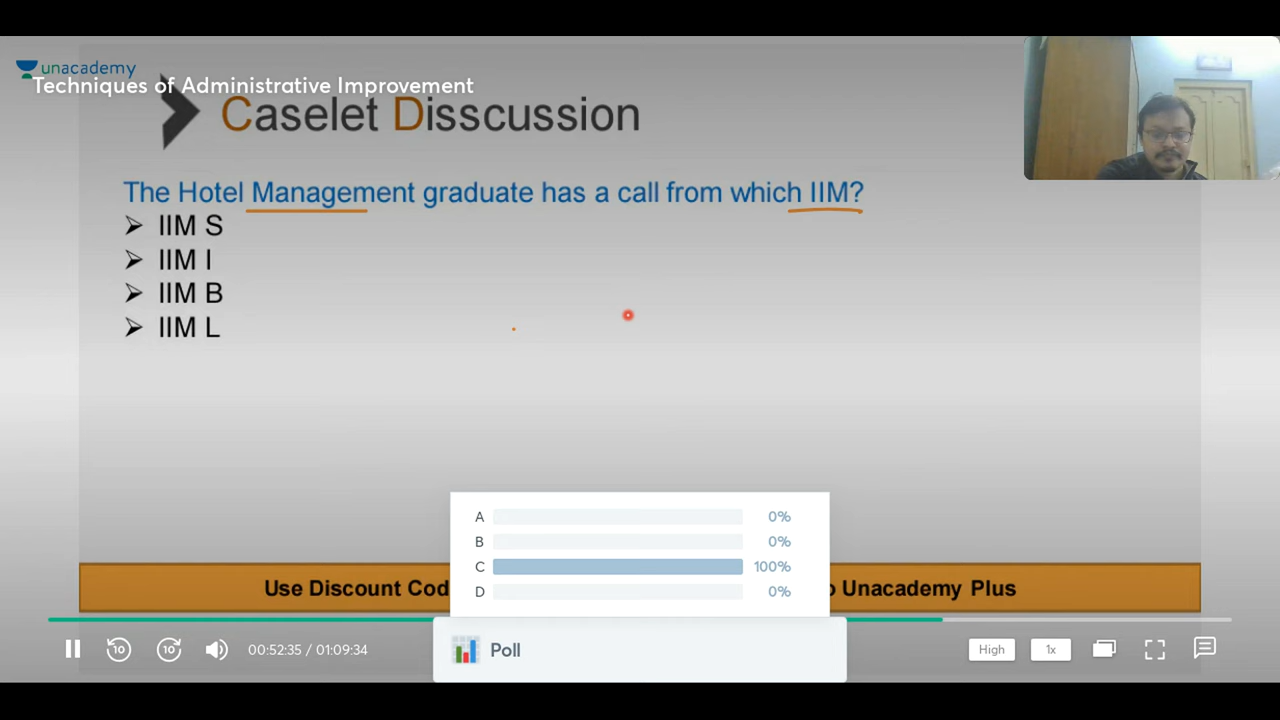 unacademy
Techniques of Administrative Improvement
Caselet Disscussion
The Hotel Management graduate has a call from which IIM?
➢ IIM S
➢ IIM I
➢ IIM B
➢ IIM L
A 0%
B 0%
C 100%
D 0%
Use Discount Cod
Unacademy Plus
Poll
10 10 00:52:35 / 01:09:34 High 1x